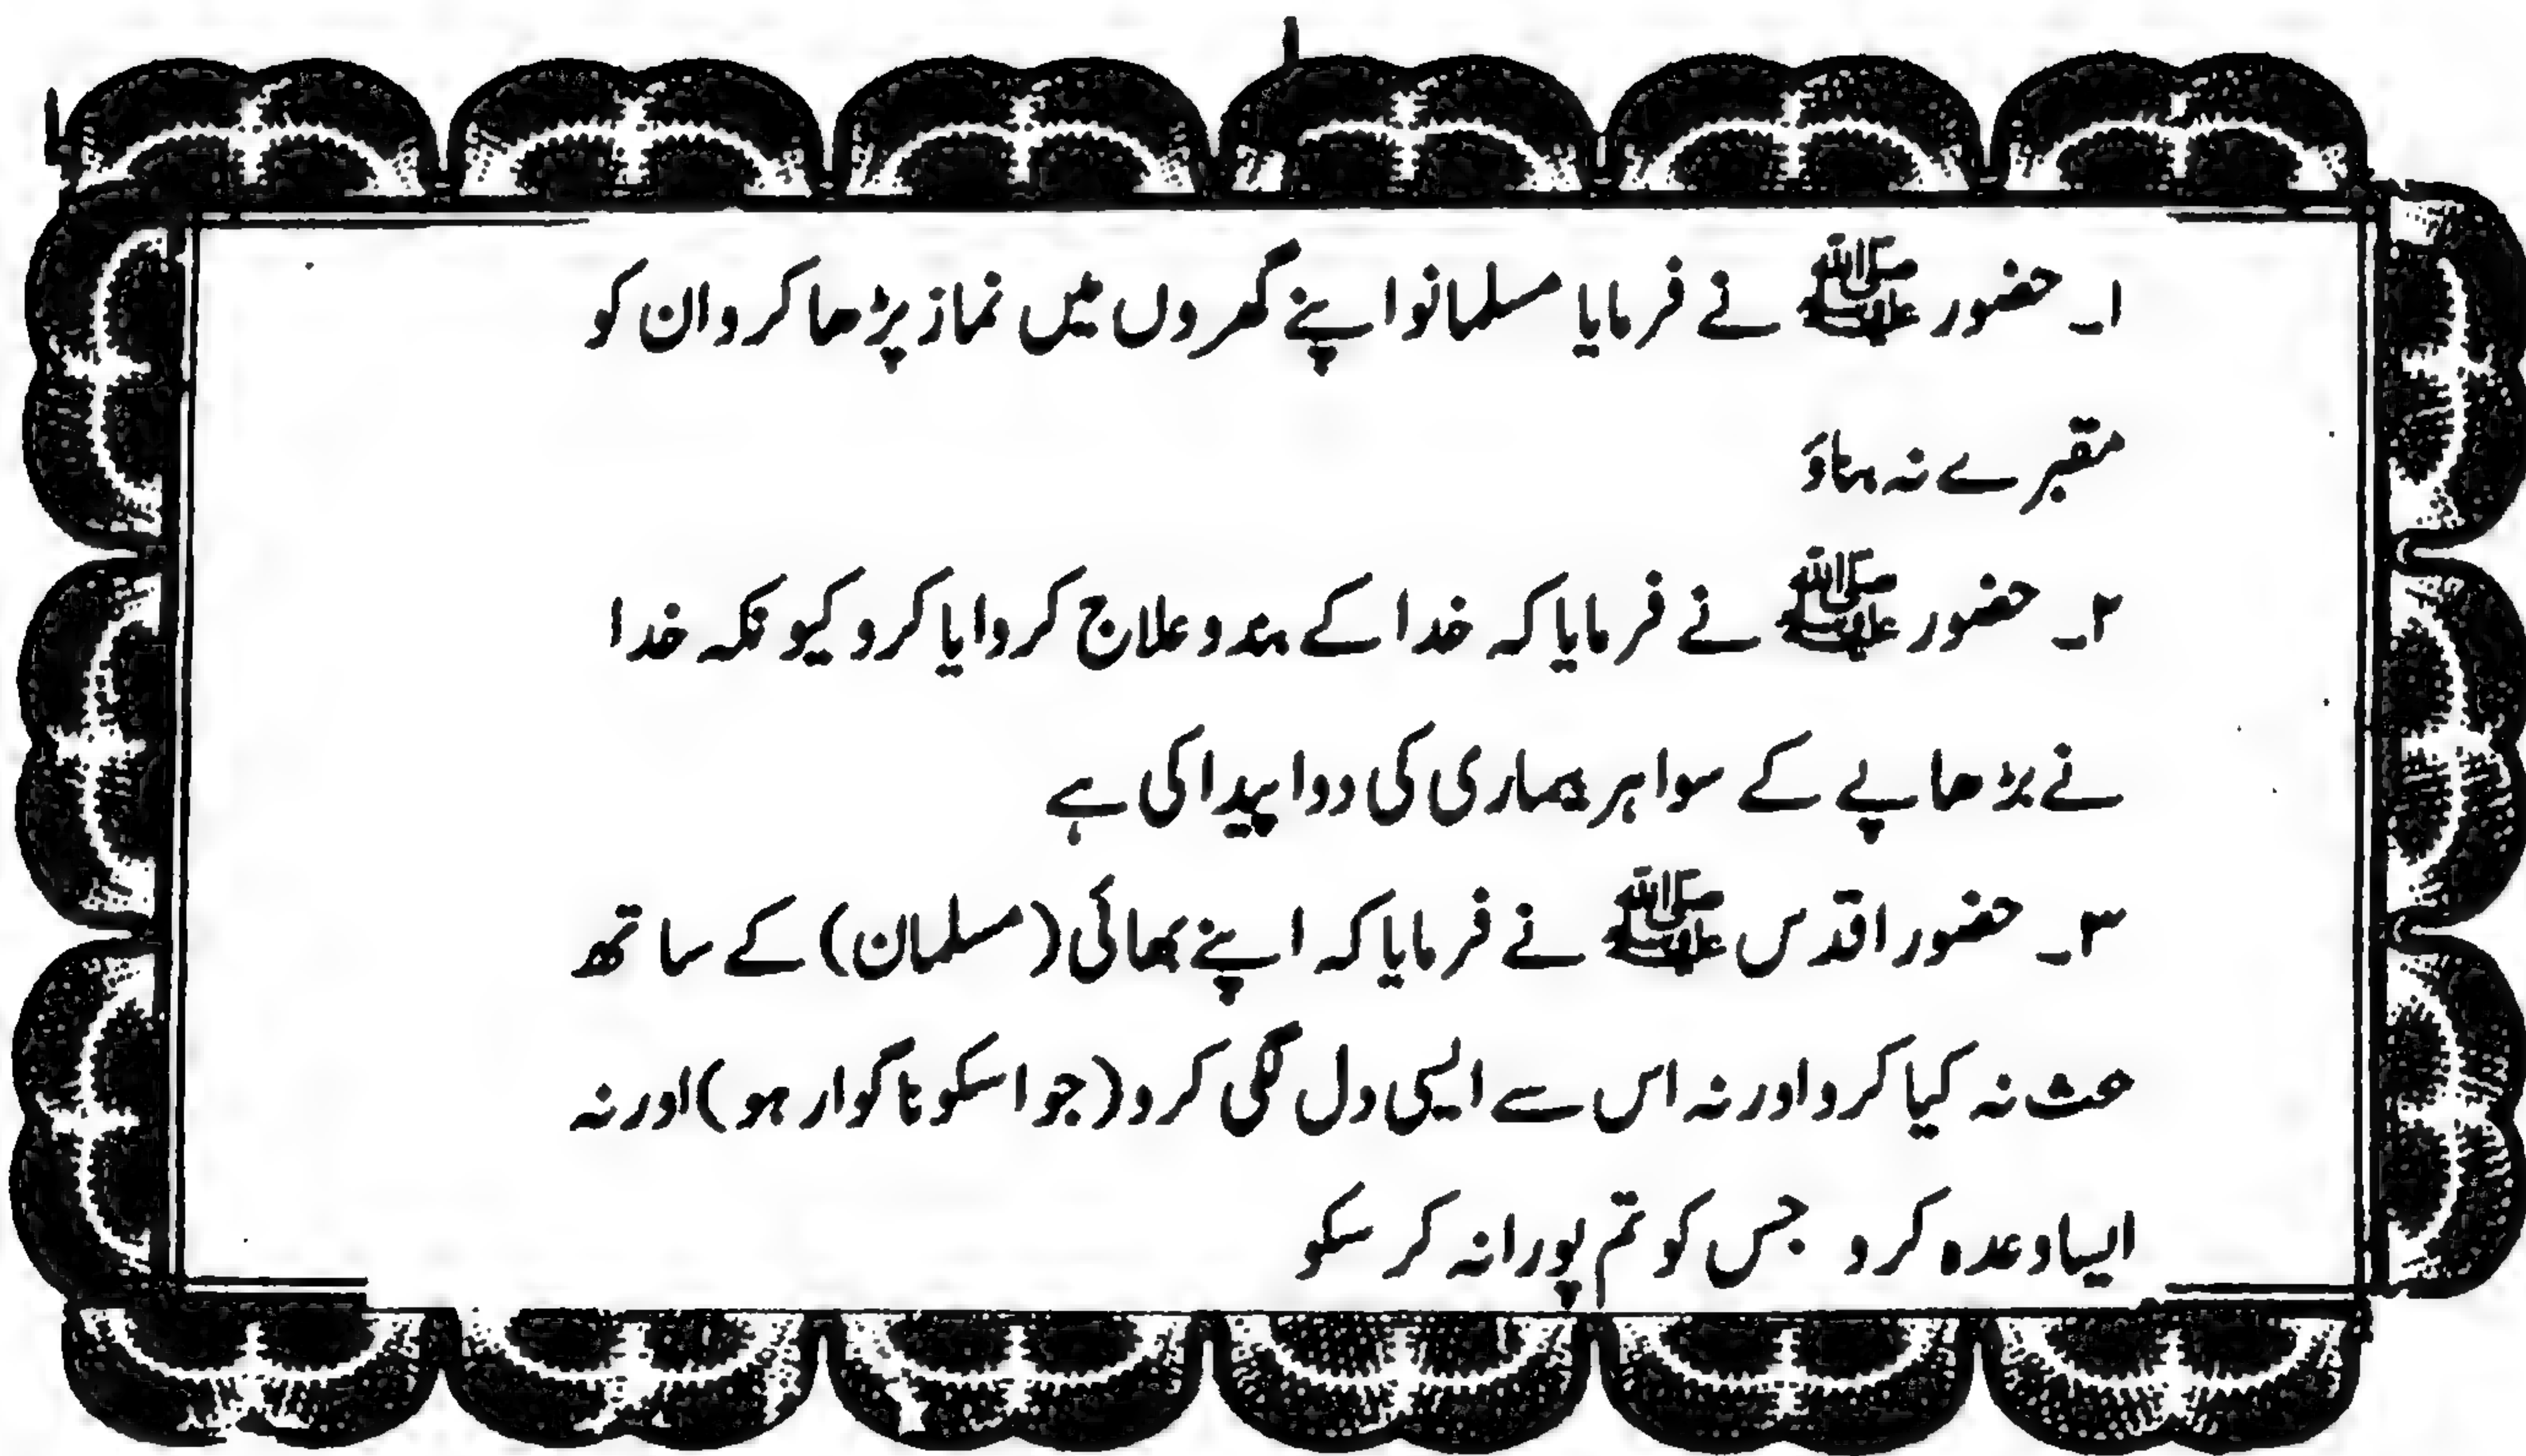 ۱۔ حضور ﷺ نے فرمایا مسلمانو اپنے گھروں میں نماز پڑھا کرو ان کو
مقبرے نہ بناؤ
۲۔ حضور ﷺ نے فرمایا کہ خدا کے بندو علاج کروایا کرو کیونکہ خدا
نے بڑھاپے کے سوا ہر بیماری کی دوا پیدا کی ہے
۳۔ حضور اقدس ﷺ نے فرمایا کہ اپنے بھائی (مسلمان) کے ساتھ
بحث نہ کیا کرو اور نہ اس سے ایسی دل لگی کرو (جو اسکو ناگوار ہو) اور نہ
ایسا وعدہ کرو جس کو تم پورا نہ کر سکو